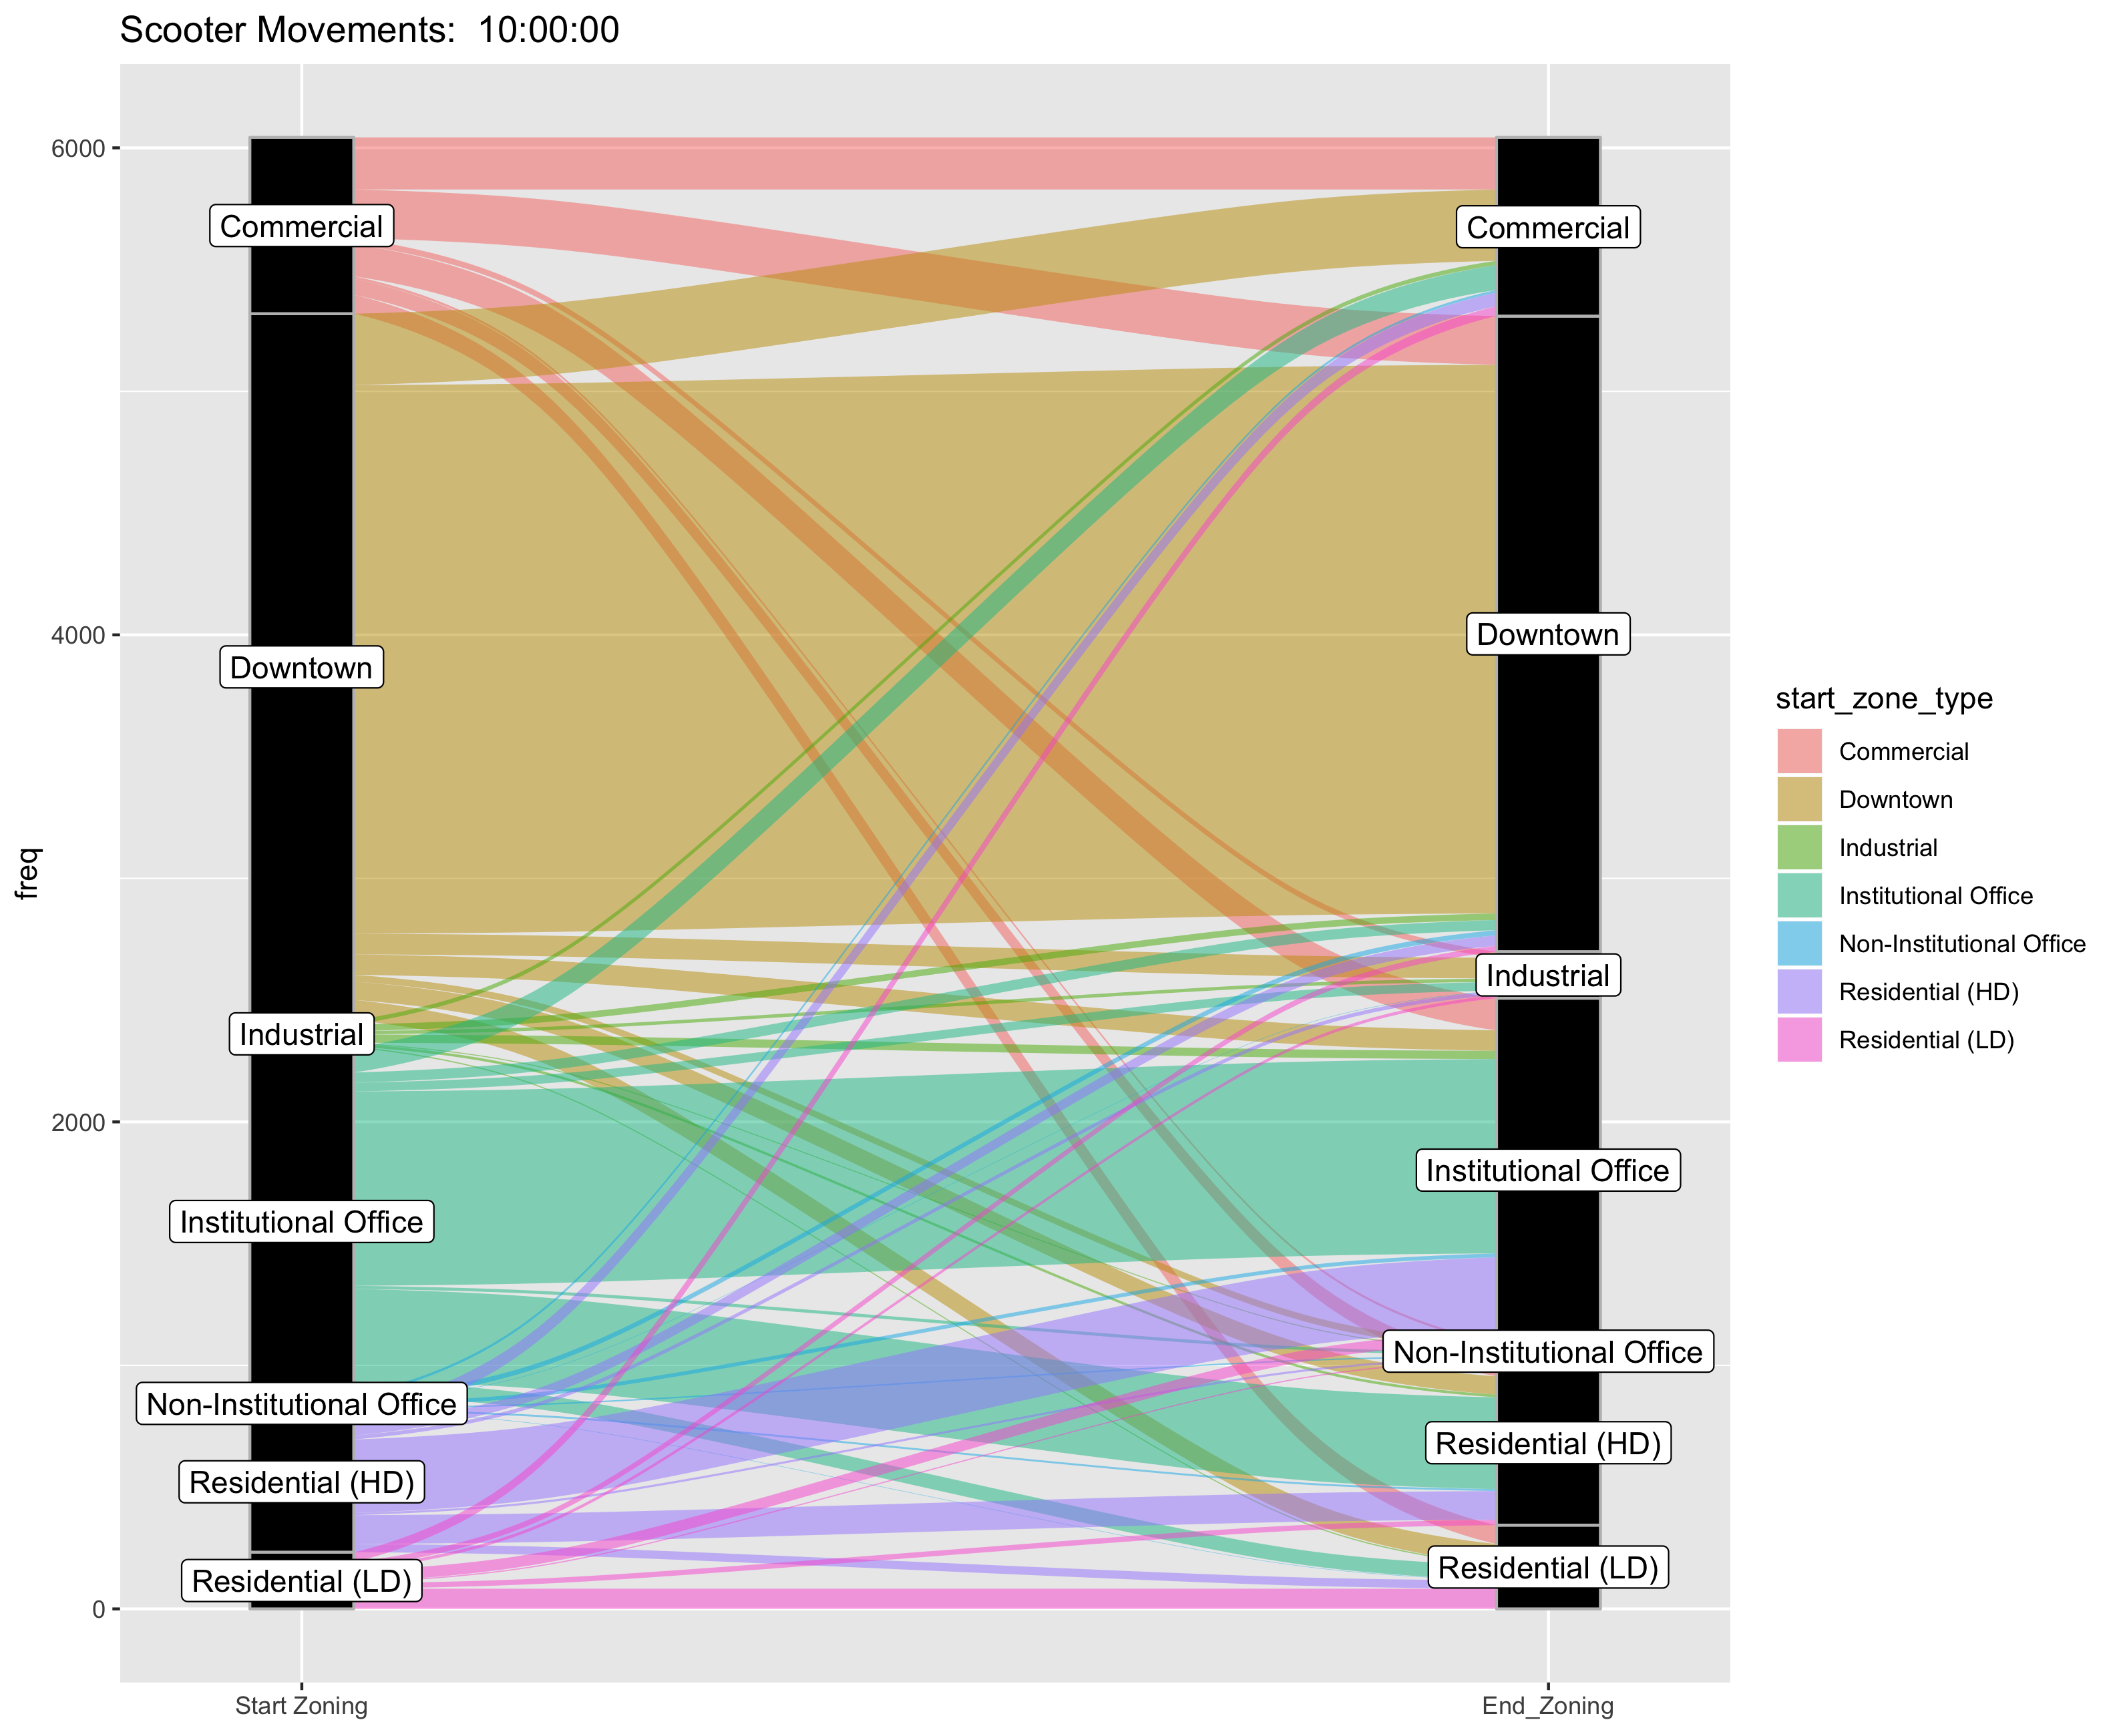 Scooter Movements:  10:00:00
freq
6000
4000
2000
0
Commercial
Downtown
Industrial
Institutional Office
Non-Institutional Office
Residential (HD)
Residential (LD)
Commercial
Downtown
Industrial
Institutional Office
Non-Institutional Office
Residential (HD)
Residential (LD)
Start Zoning
End_Zoning
start_zone_type
Commercial
Downtown
Industrial
Institutional Office
Non-Institutional Office
Residential (HD)
Residential (LD)